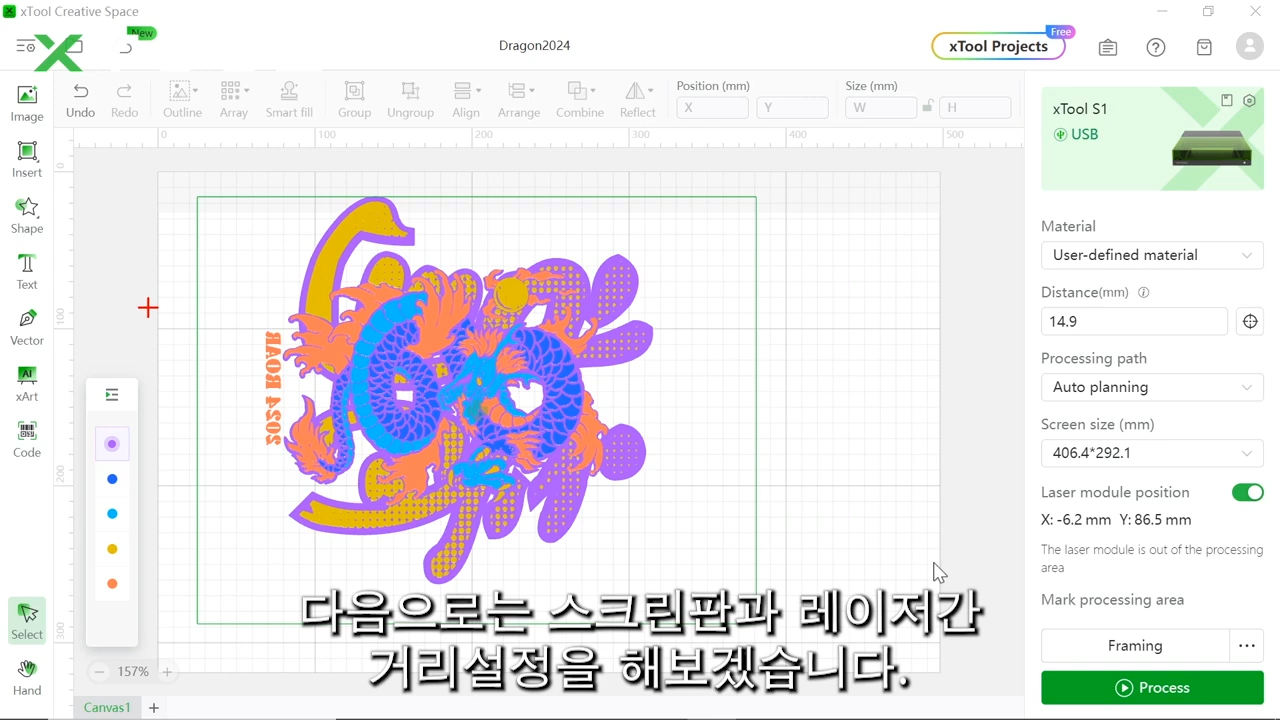 xTool Creative Space
New
Dragon2024
Free
xTool Projects
Undo
Redo
Outline
Array
Smart fill
Group
Ungroup
Align
Arrange
Combine
Reflect
Position (mm)
X
Y
Size (mm)
W
H
Image
Insert
Shape
Text
Vector
xArt
Code
Select
Hand
0
100
200
300
400
500
0
100
200
300
2024 ROAR
157%
Canvas1
xTool S1
USB
Material
User-defined material
Distance(mm)
14.9
Processing path
Auto planning
Screen size (mm)
406.4*292.1
Laser module position
X: -6.2 mm Y: 86.5 mm
The laser module is out of the processing
area
Mark processing area
Framing
Process
다음으로는 스크린판과 레이저간
거리설정을 해보겠습니다.